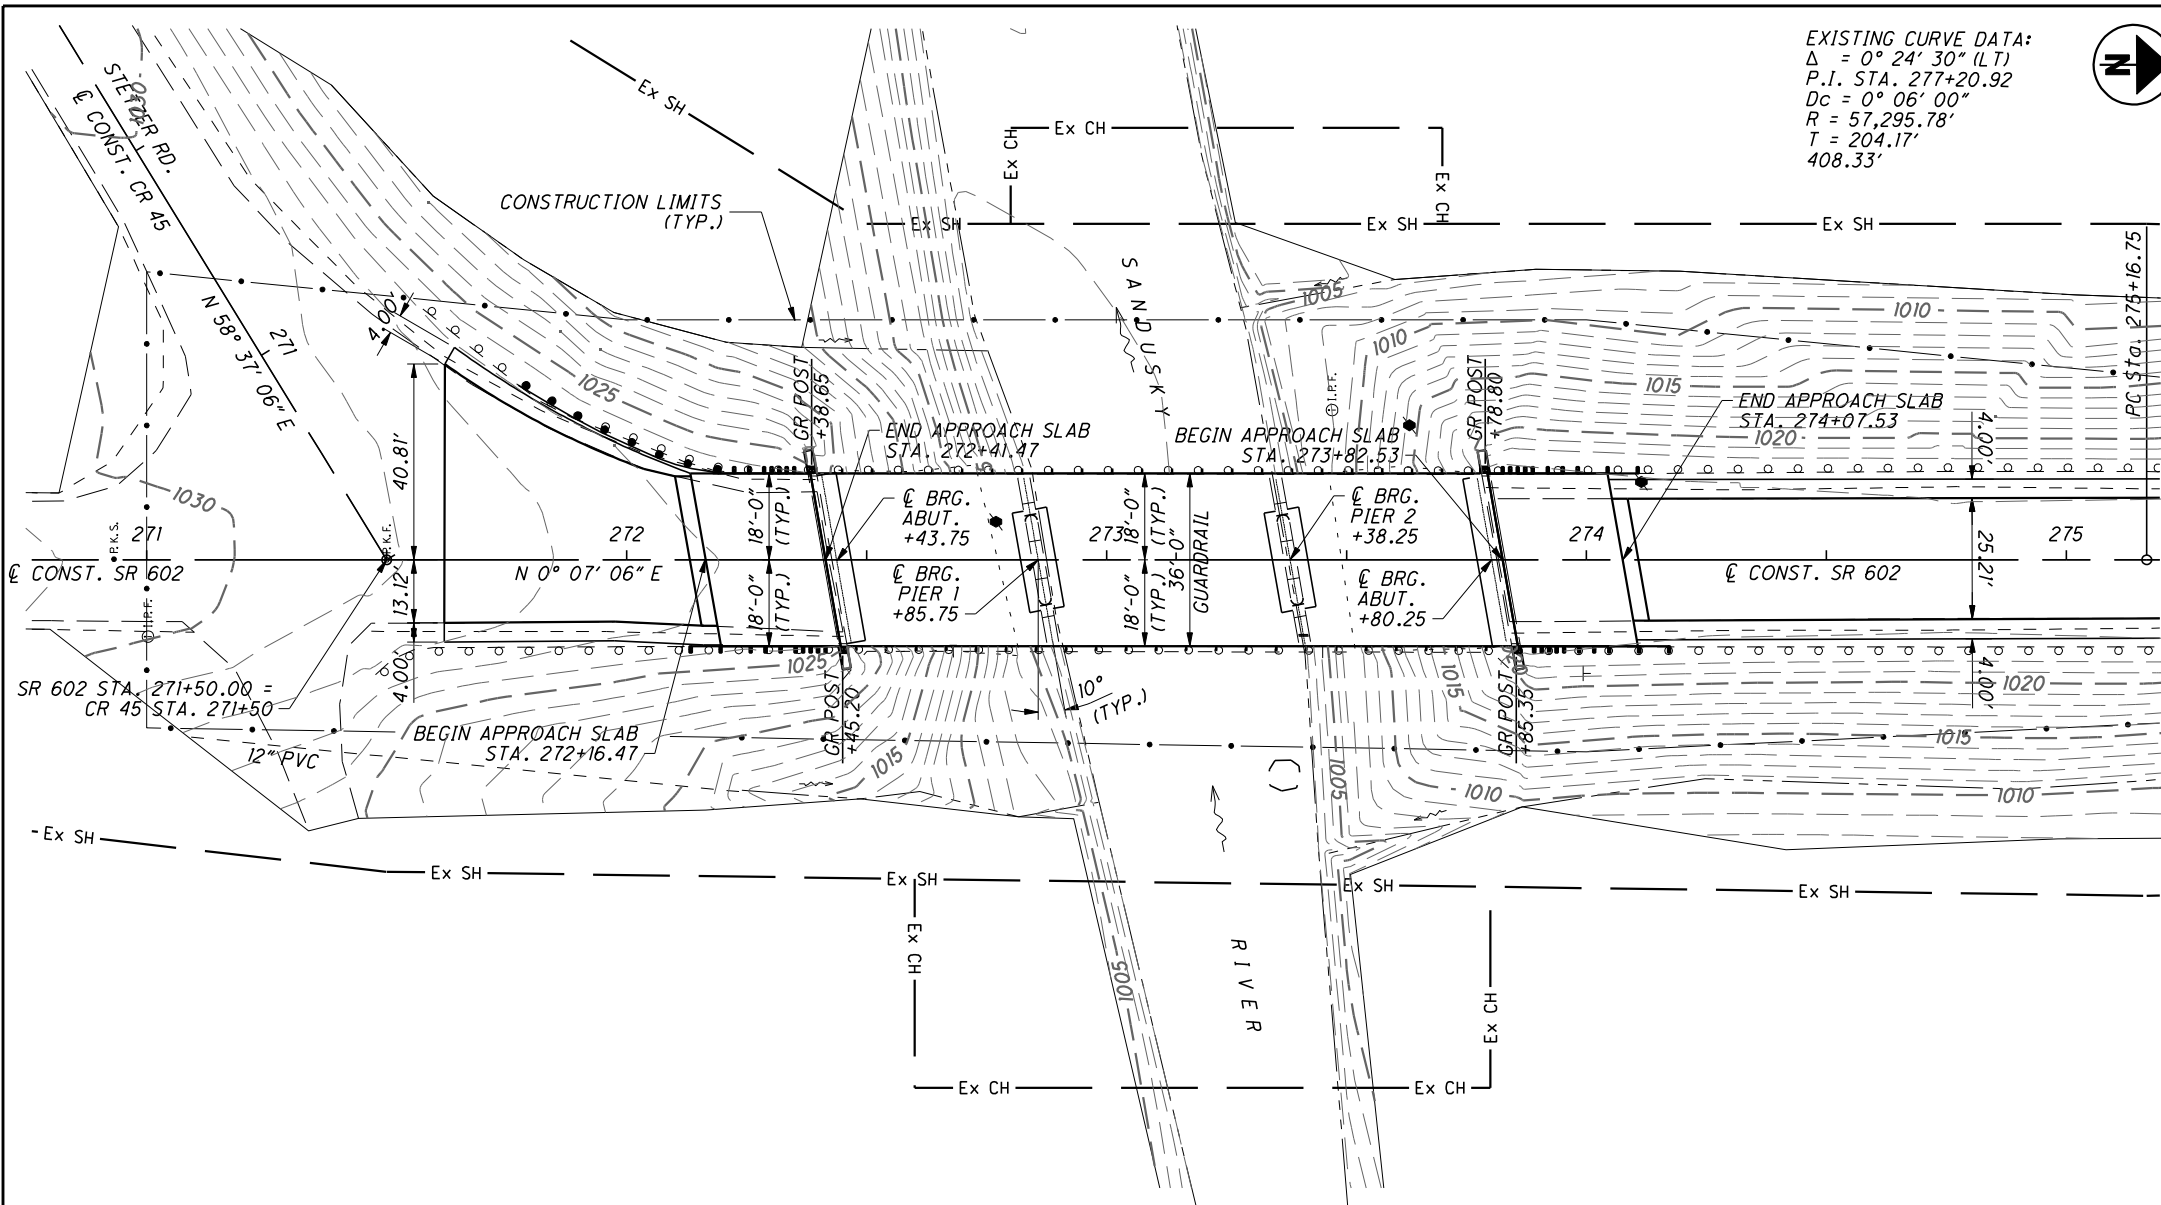 EXISTING CURVE DATA:
Δ = 0° 24' 30" (LT)
P.I. STA. 277+20.92
Dc = 0° 06' 00"
R = 57,295.78'
T = 204.17'
408.33'
N
1030
℄ CONST. CR 45
N 58° 37' 06" E
271
Ex SH
CONSTRUCTION LIMITS
(TYP.)
Ex CH
Ex CH
Ex CH
Ex SH
Ex SH
Ex SH
PC Sta. 275+16.75
SANDUSKY
1005
1010
1010
1015
1020
1025
4.00'
40.81'
13.12'
4.00'
GR POST
+38.65
END APPROACH SLAB
STA. 272+41.47
BEGIN APPROACH SLAB
STA. 273+82.53
GR POST
+78.80
END APPROACH SLAB
STA. 274+07.53
4.00'
25.21'
4.00'
I.P.F.
1030
P.K.S.
271
P.K.F.
272
273
274
275
18'-0"
(TYP.)
18'-0"
(TYP.)
18'-0"
(TYP.)
18'-0"
(TYP.)
36'-0"
GUARDRAIL
℄ BRG.
ABUT.
+43.75
℄ BRG.
PIER 1
+85.75
℄ BRG.
PIER 2
+38.25
℄ BRG.
ABUT.
+80.25
℄ CONST. SR 602
N 0° 07' 06" E
℄ CONST. SR 602
I.P.F.
SR 602 STA. 271+50.00 =
CR 45 STA. 271+50
BEGIN APPROACH SLAB
STA. 272+16.47
12" PVC
1025
GR POST
+45.20
10°
(TYP.)
1015
1015
GR POST
+85.35
1020
1015
1005
1010
1010
Ex SH
Ex SH
Ex SH
Ex SH
Ex SH
Ex CH
Ex CH
Ex CH
Ex CH
1005
RIVER